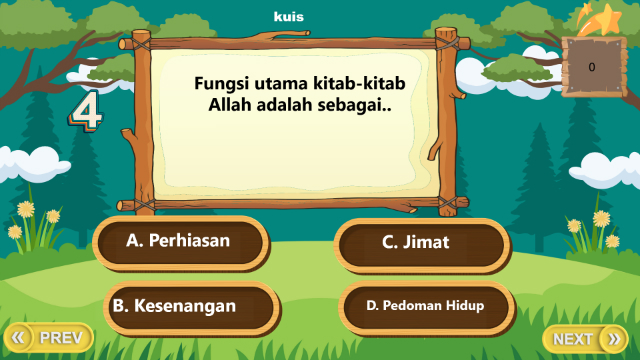 kuis
0
4
Fungsi utama kitab-kitab
Allah adalah sebagai..
A. Perhiasan
C. Jimat
B. Kesenangan
D. Pedoman Hidup
« PREV
NEXT »